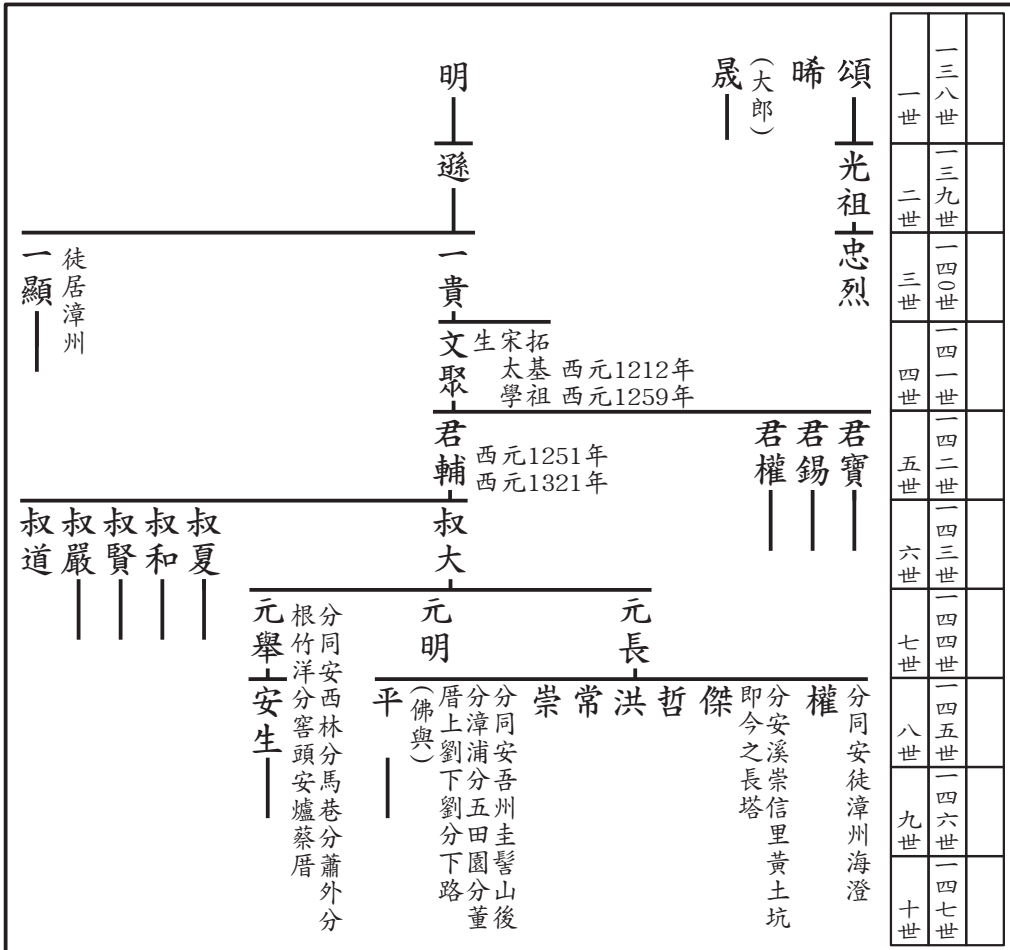 一三八世
一世
頌
晞
(大郎)
晟
明
一三九世
二世
光祖
遜
一四0世
三世
忠烈
一貴
徒居漳州
一顯
一四一世
四世
拓基祖
宋太學
生
西元1212年
西元1259年
文聚
一四二世
五世
君寶
君錫
君權
西元1251年
西元1321年
君輔
一四三世
六世
叔大
叔夏
叔和
叔賢
叔嚴
叔道
一四四世
七世
元長
元明
分同安西林分馬巷分蕭外分
根竹洋分窖頭安爐蔡厝
元舉
一四五世
八世
分同安徒漳州海澄
權
分安溪崇信里黃土坑
即今之長塔
傑
哲
洪
常
崇
分同安吾州圭髻山後
分漳浦分五田園分董
厝上劉下劉分下路
(佛與)
平
安生
一四六世
九世
一四七世
十世